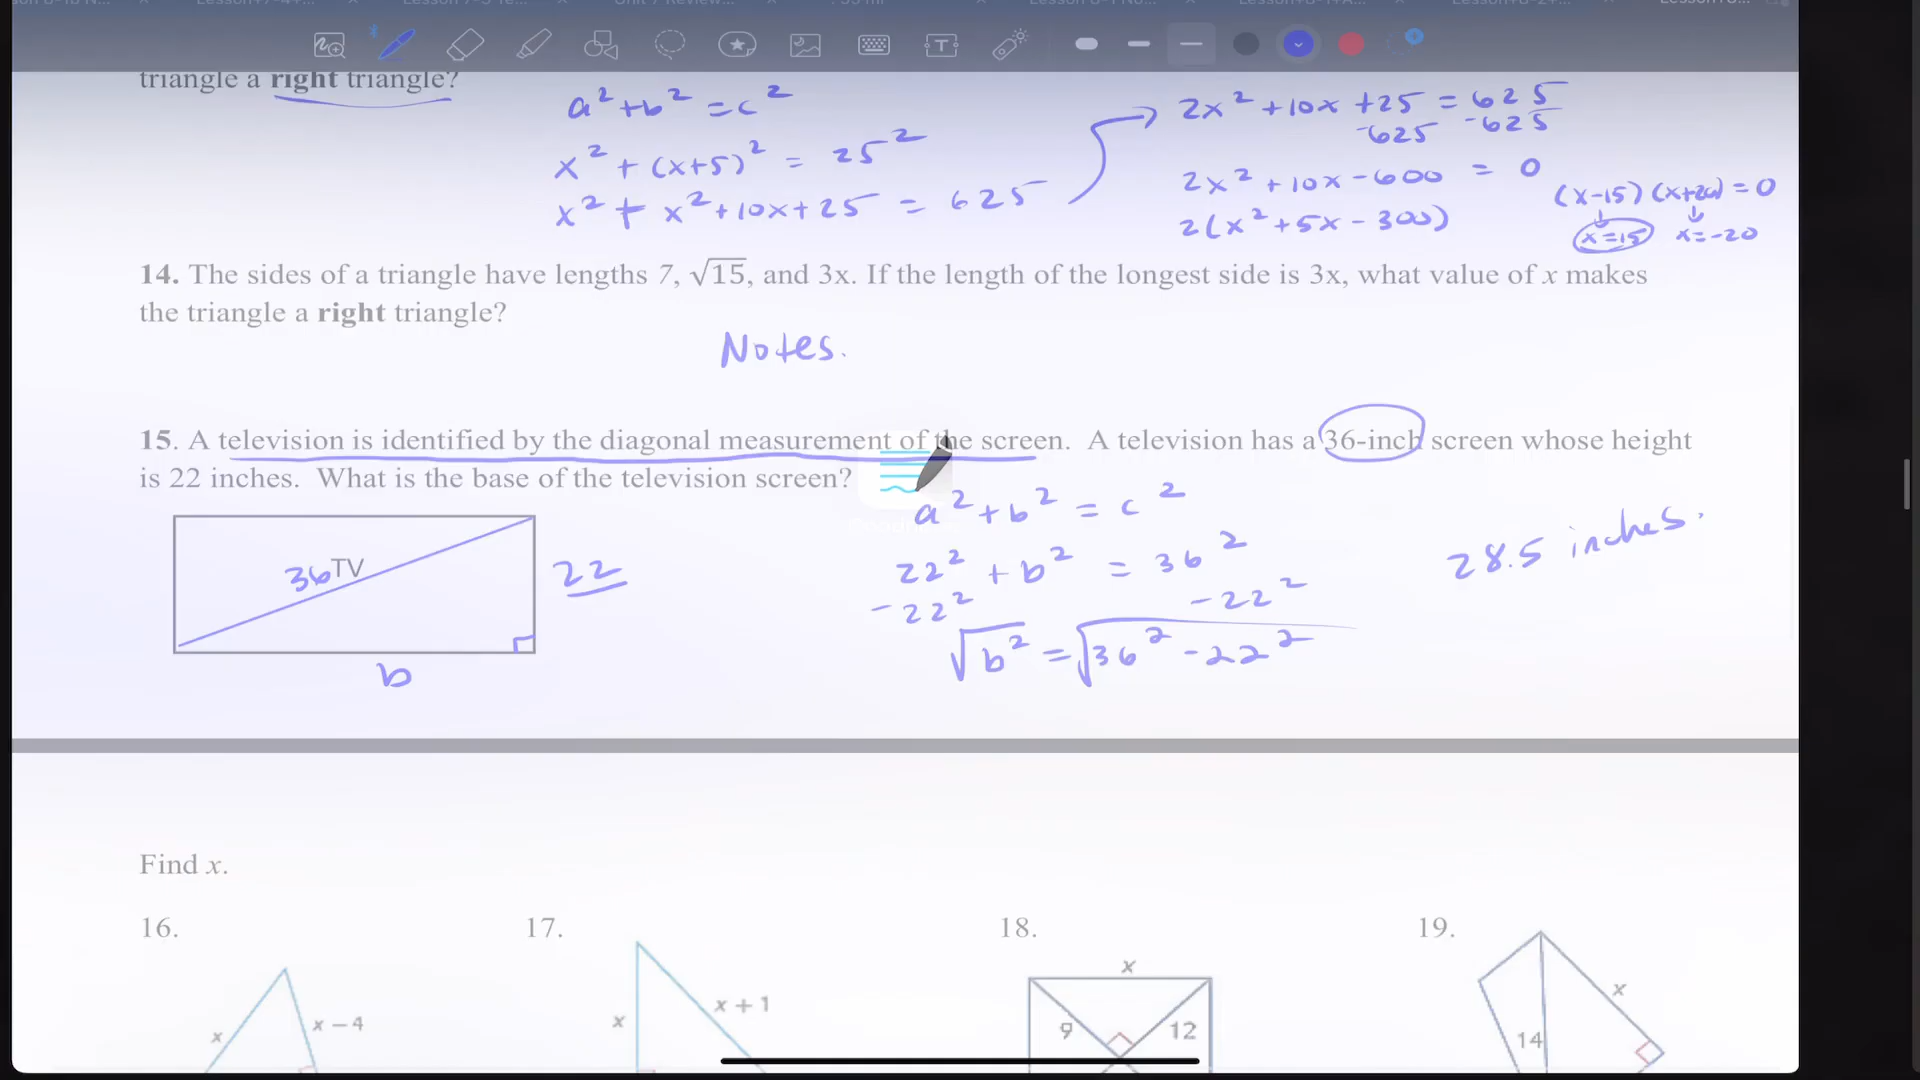 triangle a right triangle?
a² + b² = c²
x² + (x+5)² = 25²
x² + x² + 10x + 25 = 625
2x² + 10x + 25 = 625
-625 -625
2x² + 10x - 600 = 0
2(x² + 5x - 300)
(x-15)(x+20) = 0
x=15 x=-20
14. The sides of a triangle have lengths 7, √15, and 3x. If the length of the longest side is 3x, what value of x makes
the triangle a right triangle?
Notes.
15. A television is identified by the diagonal measurement of the screen. A television has a 36-inch screen whose height
is 22 inches. What is the base of the television screen?
36 TV
22
b
a² + b² = c²
22² + b² = 36²
-22² -22²
√b² = √36² - 22²
28.5 inches.
Find x.
16. 17. 18. 19.
x x - 4
x x + 1
x
9 12
x
14